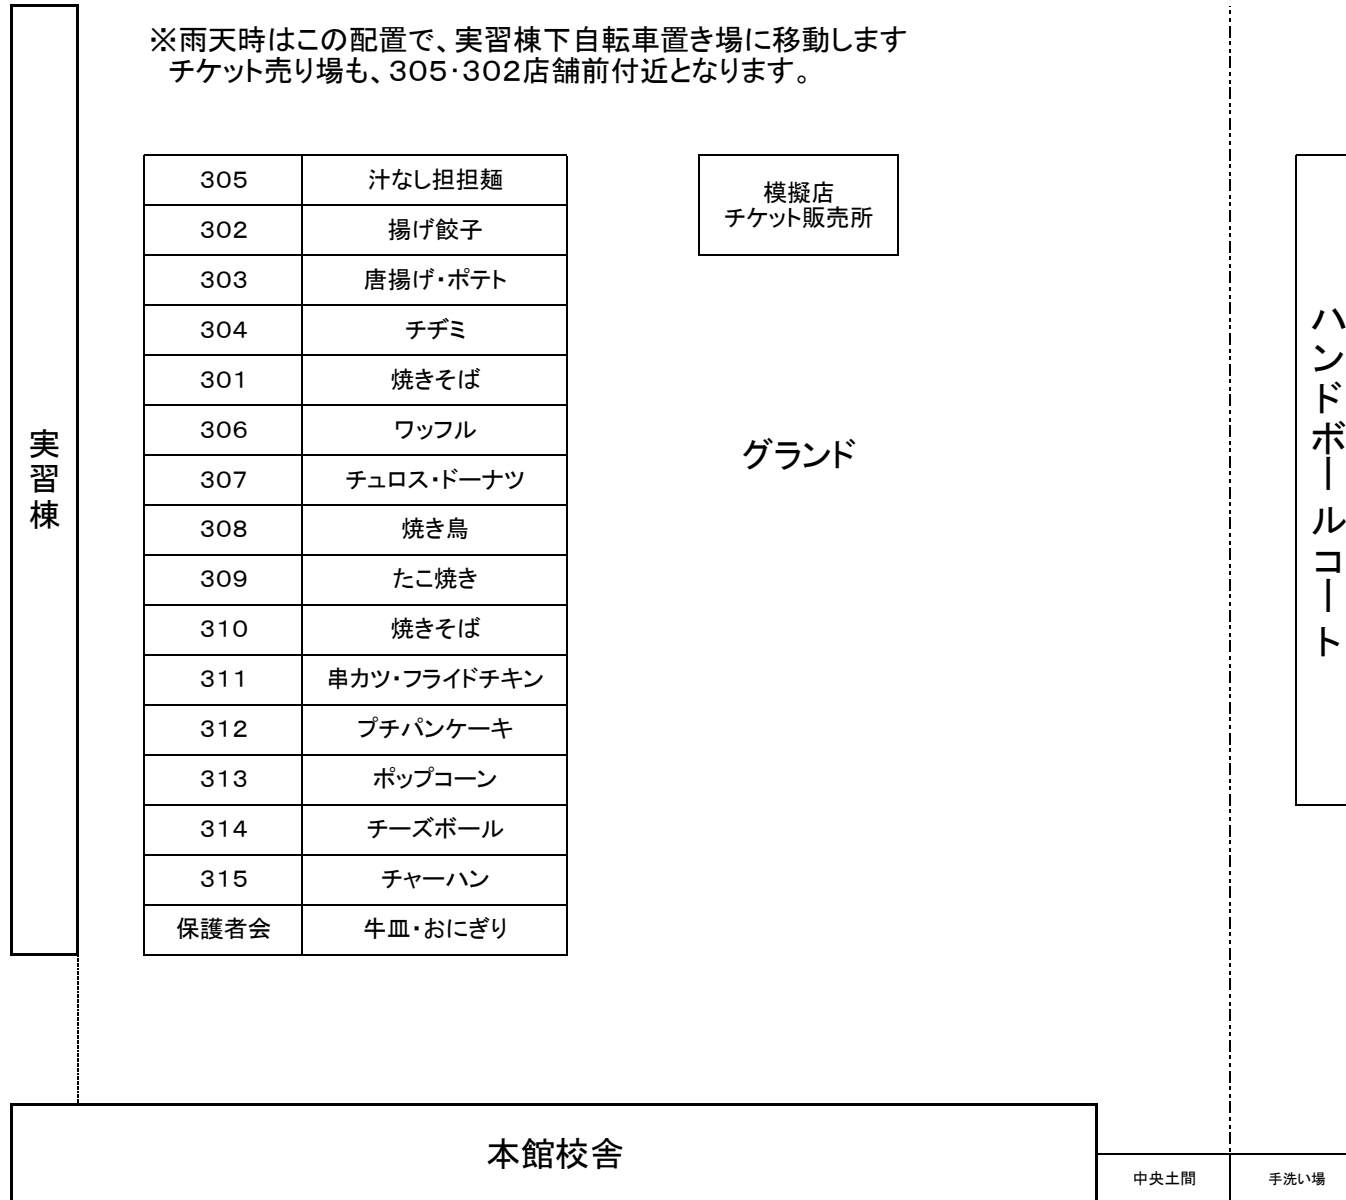 ※雨天時はこの配置で、実習棟下自転車置き場に移動します
チケット売り場も、305・302店舗前付近となります。
305 汁なし担担麺
302 揚げ餃子
303 唐揚げ・ポテト
304 チヂミ
301 焼きそば
306 ワッフル
307 チュロス・ドーナツ
308 焼き鳥
309 たこ焼き
310 焼きそば
311 串カツ・フライドチキン
312 プチパンケーキ
313 ポップコーン
314 チーズボール
315 チャーハン
保護者会 牛皿・おにぎり
模擬店
チケット販売所
グランド
実習棟
ハンドボールコート
本館校舎
中央土間
手洗い場